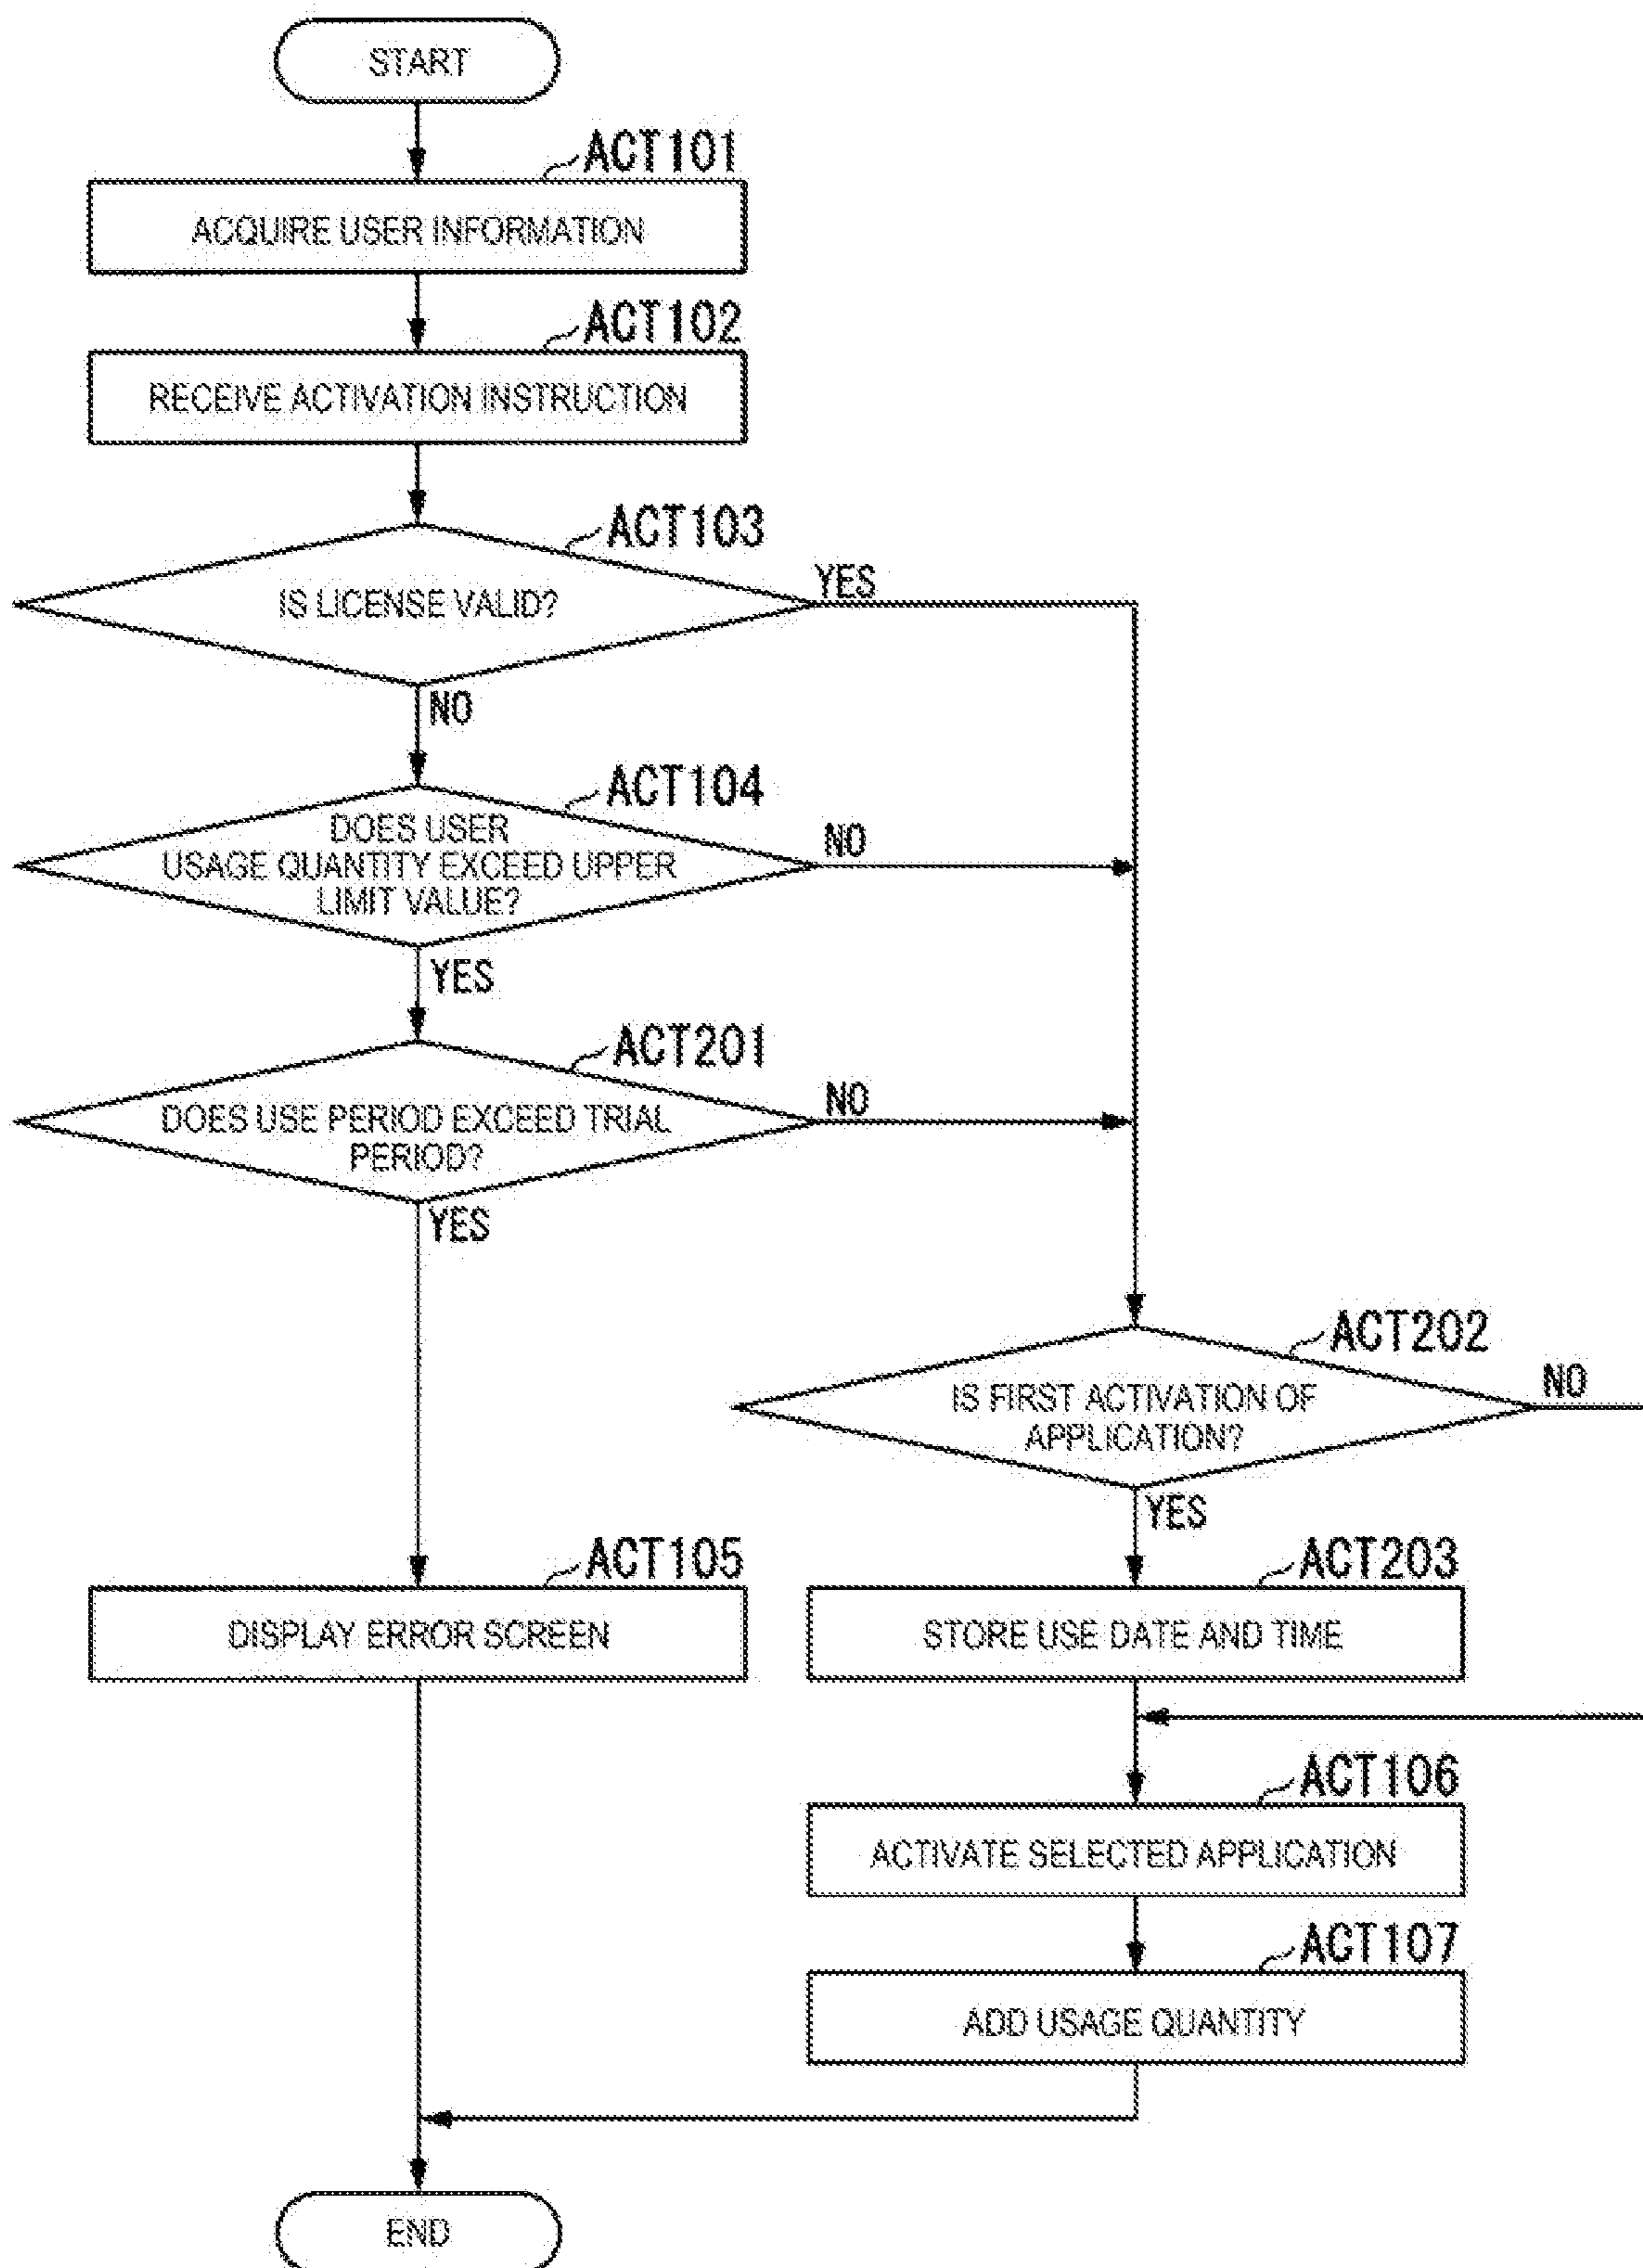 START
ACT101
ACQUIRE USER INFORMATION
ACT102
RECEIVE ACTIVATION INSTRUCTION
ACT103
IS LICENSE VALID?
YES
NO
ACT104
DOES USER
USAGE QUANTITY EXCEED UPPER
LIMIT VALUE?
NO
YES
ACT201
DOES USE PERIOD EXCEED TRIAL
PERIOD?
NO
YES
ACT202
IS FIRST ACTIVATION OF
APPLICATION?
NO
YES
ACT105
DISPLAY ERROR SCREEN
ACT203
STORE USE DATE AND TIME
ACT106
ACTIVATE SELECTED APPLICATION
ACT107
ADD USAGE QUANTITY
END